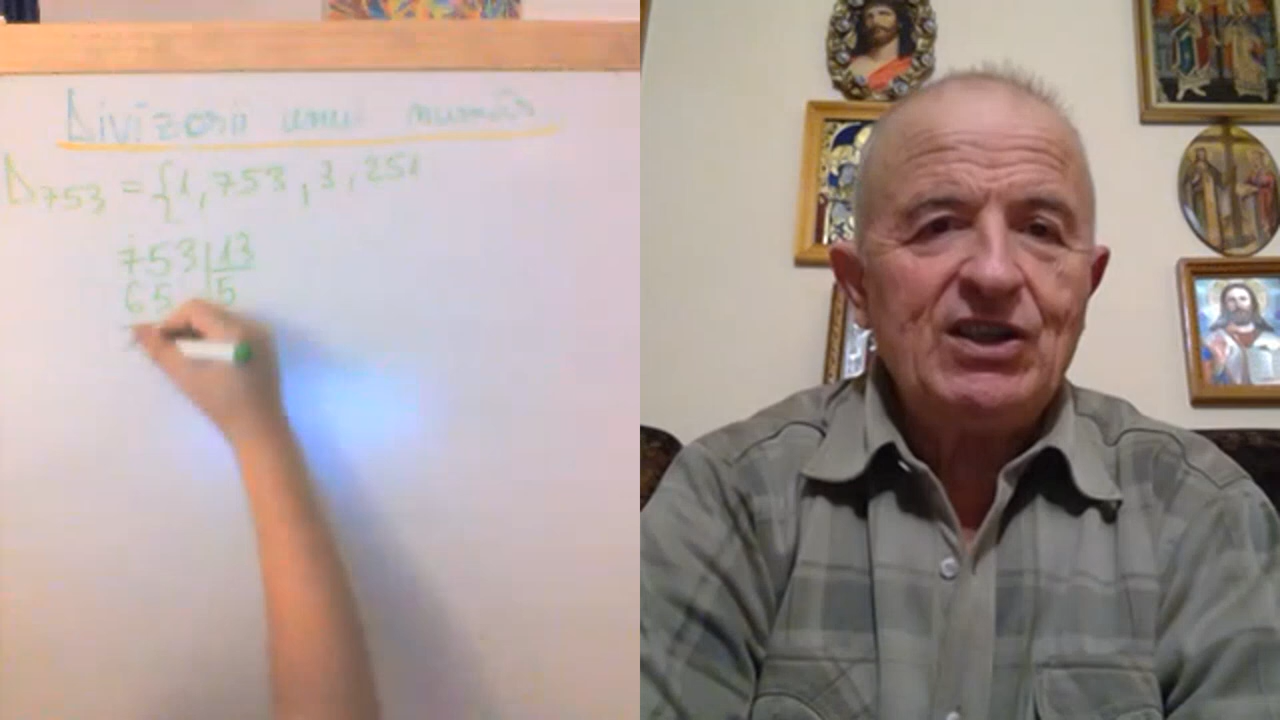 Divizorii unui număr
D753 = {1, 753, 3, 251
753 | 13
65 | 5